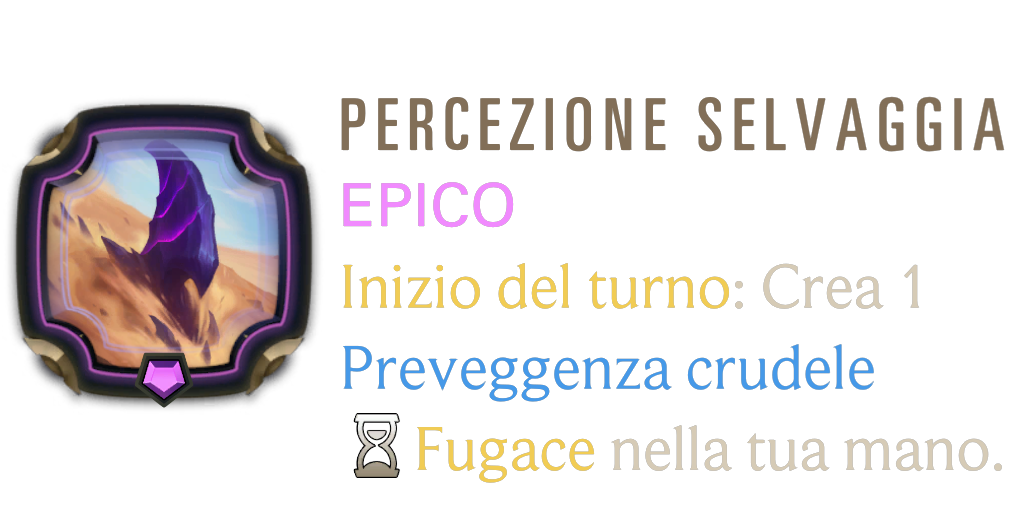 PERCEZIONE SELVAGGIA
EPICO
Inizio del turno: Crea 1
Preveggenza crudele
Fugace nella tua mano.